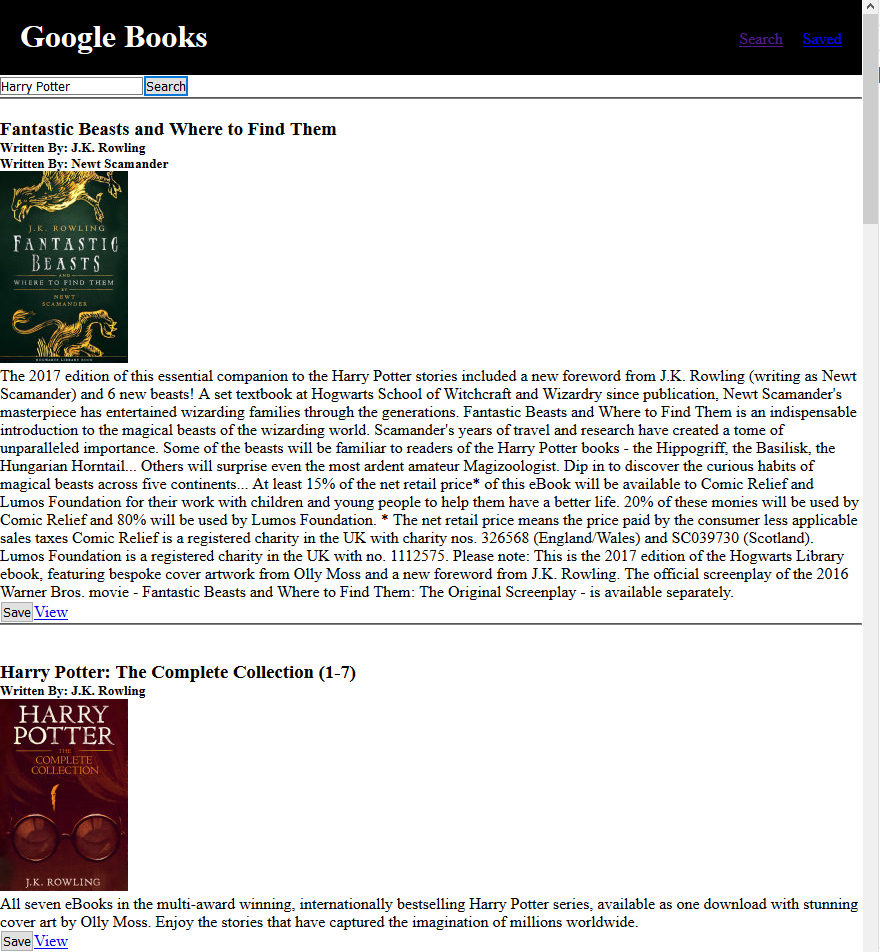 Google Books
Search
Saved
Harry Potter
Search
Fantastic Beasts and Where to Find Them
Written By: J.K. Rowling
Written By: Newt Scamander
J.K. ROWLING
FANTASTIC
BEASTS
AND
WHERE TO FIND THEM
BY
NEWT
SCAMANDER
HOGWARTS LIBRARY BOOK
The 2017 edition of this essential companion to the Harry Potter stories included a new foreword from J.K. Rowling (writing as Newt
Scamander) and 6 new beasts! A set textbook at Hogwarts School of Witchcraft and Wizardry since publication, Newt Scamander's
masterpiece has entertained wizarding families through the generations. Fantastic Beasts and Where to Find Them is an indispensable
introduction to the magical beasts of the wizarding world. Scamander's years of travel and research have created a tome of
unparalleled importance. Some of the beasts will be familiar to readers of the Harry Potter books - the Hippogriff, the Basilisk, the
Hungarian Horntail... Others will surprise even the most ardent amateur Magizoologist. Dip in to discover the curious habits of
magical beasts across five continents... At least 15% of the net retail price* of this eBook will be available to Comic Relief and
Lumos Foundation for their work with children and young people to help them have a better life. 20% of these monies will be used by
Comic Relief and 80% will be used by Lumos Foundation. * The net retail price means the price paid by the consumer less applicable
sales taxes Comic Relief is a registered charity in the UK with charity nos. 326568 (England/Wales) and SC039730 (Scotland).
Lumos Foundation is a registered charity in the UK with no. 1112575. Please note: This is the 2017 edition of the Hogwarts Library
ebook, featuring bespoke cover artwork from Olly Moss and a new foreword from J.K. Rowling. The official screenplay of the 2016
Warner Bros. movie - Fantastic Beasts and Where to Find Them: The Original Screenplay - is available separately.
Save View
Harry Potter: The Complete Collection (1-7)
Written By: J.K. Rowling
HARRY
POTTER
THE
COMPLETE
COLLECTION
J.K. ROWLING
All seven eBooks in the multi-award winning, internationally bestselling Harry Potter series, available as one download with stunning
cover art by Olly Moss. Enjoy the stories that have captured the imagination of millions worldwide.
Save View